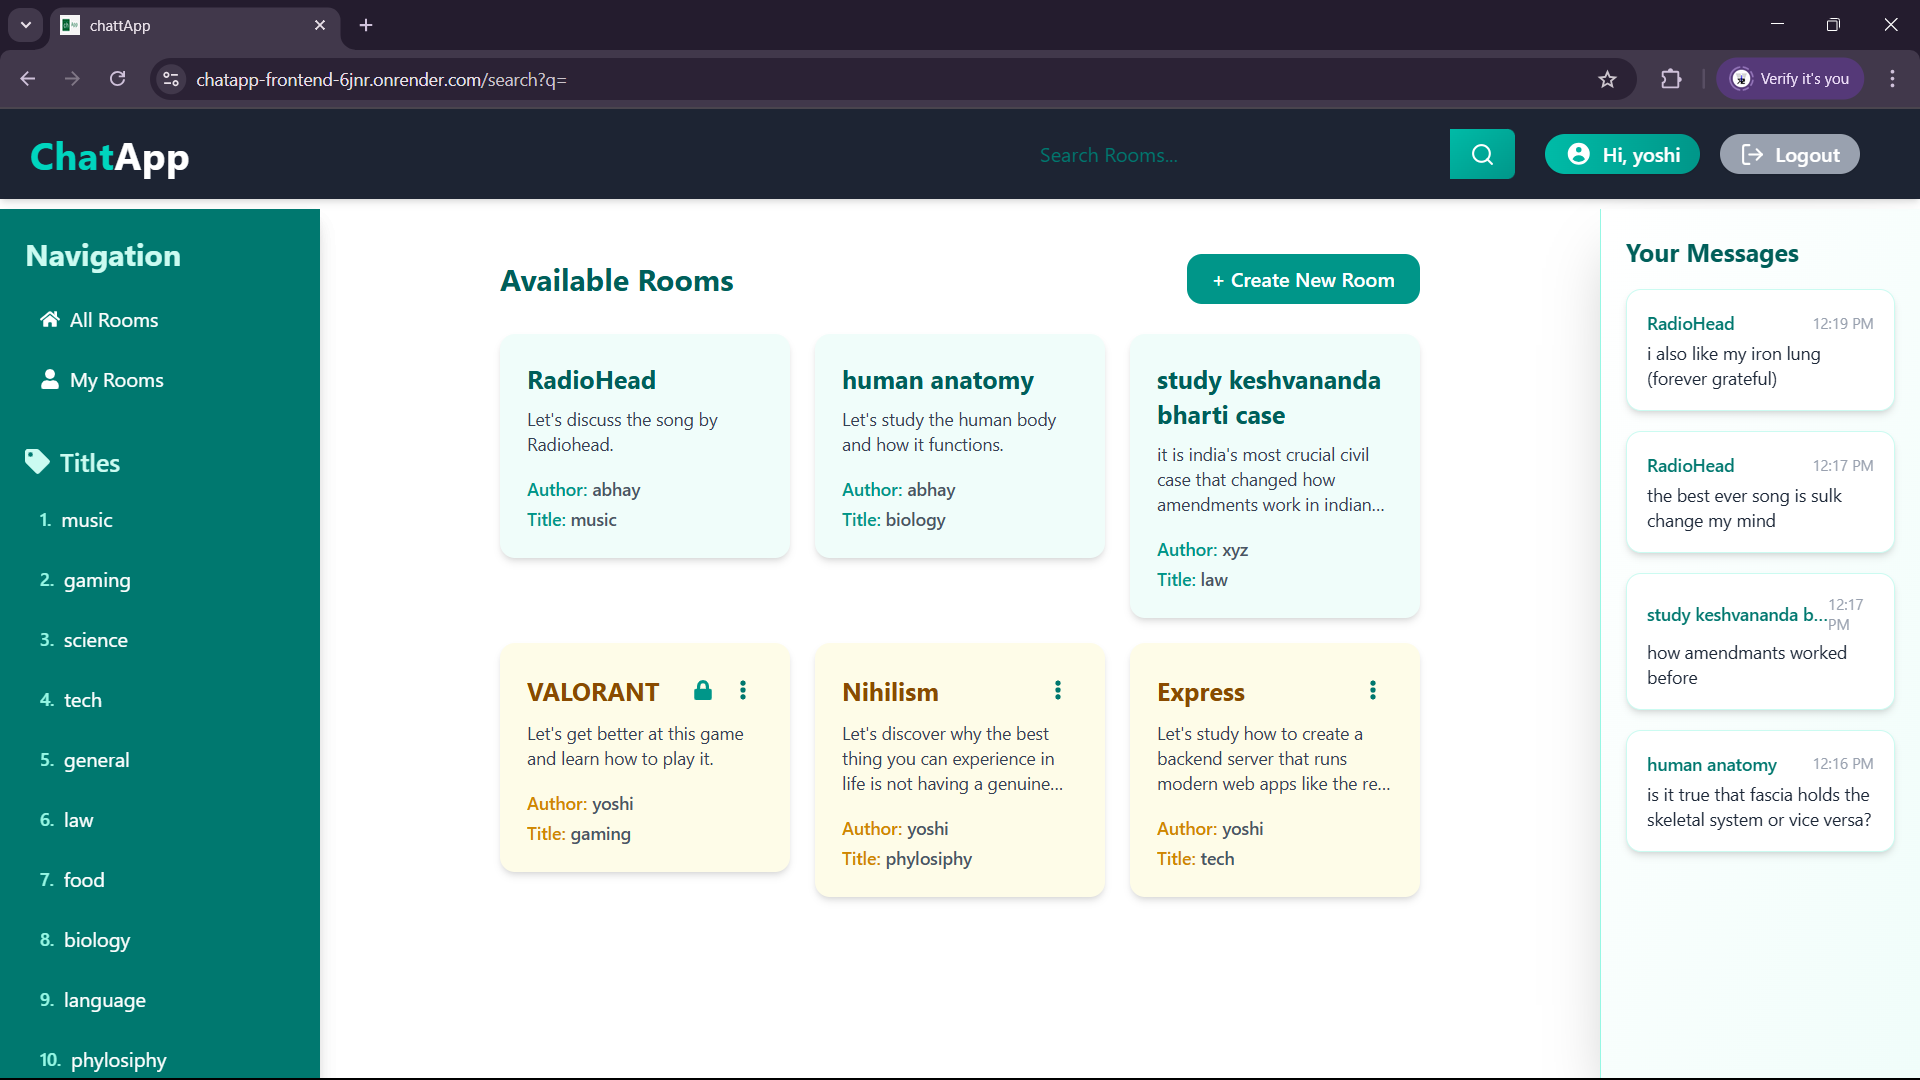 chattApp
chatapp-frontend-6jnr.onrender.com/search?q=
Verify it's you
ChatApp
Search Rooms...
Hi, yoshi
Logout
Navigation
All Rooms
My Rooms
Titles
1. music
2. gaming
3. science
4. tech
5. general
6. law
7. food
8. biology
9. language
10. phylosiphy
Available Rooms
+ Create New Room
RadioHead
Let's discuss the song by
Radiohead.
Author: abhay
Title: music
human anatomy
Let's study the human body
and how it functions.
Author: abhay
Title: biology
study keshvananda
bharti case
it is india's most crucial civil
case that changed how
amendments work in indian...
Author: xyz
Title: law
VALORANT
Let's get better at this game
and learn how to play it.
Author: yoshi
Title: gaming
Nihilism
Let's discover why the best
thing you can experience in
life is not having a genuine...
Author: yoshi
Title: phylosiphy
Express
Let's study how to create a
backend server that runs
modern web apps like the re...
Author: yoshi
Title: tech
Your Messages
RadioHead 12:19 PM
i also like my iron lung
(forever grateful)
RadioHead 12:17 PM
the best ever song is sulk
change my mind
study keshvananda b... 12:17
PM
how amendmants worked
before
human anatomy 12:16 PM
is it true that fascia holds the
skeletal system or vice versa?